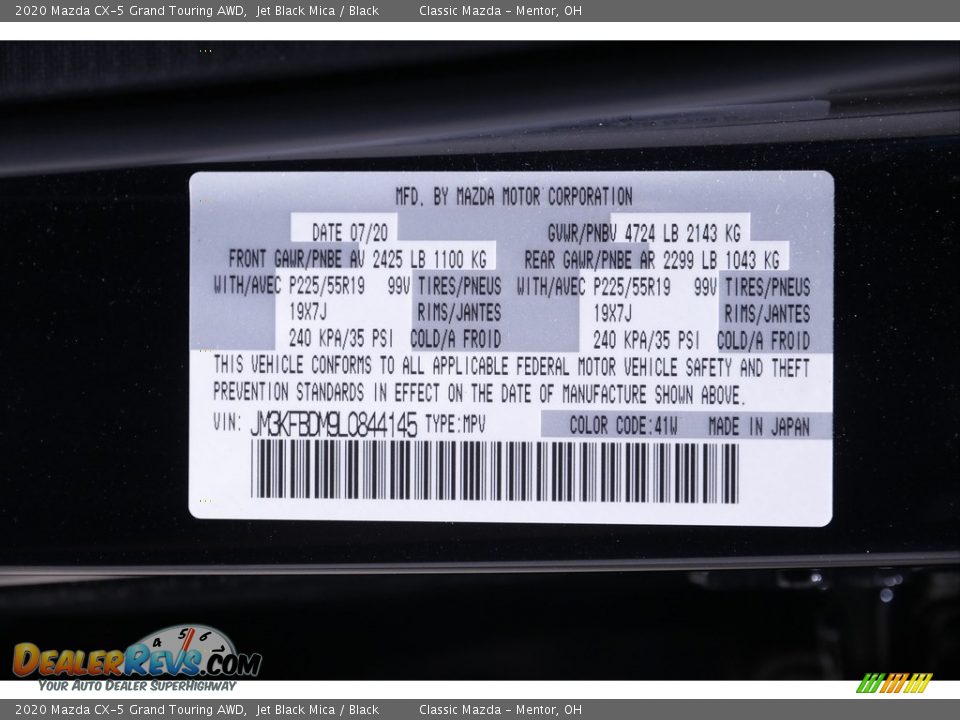 2020 Mazda CX-5 Grand Touring AWD, Jet Black Mica / Black Classic Mazda - Mentor, OH
MFD. BY MAZDA MOTOR CORPORATION
DATE 07/20 GVWR/PNBV 4724 LB 2143 KG
FRONT GAWR/PNBE AV 2425 LB 1100 KG REAR GAWR/PNBE AR 2299 LB 1043 KG
WITH/AVEC P225/55R19 99V TIRES/PNEUS WITH/AVEC P225/55R19 99V TIRES/PNEUS
19X7J RIMS/JANTES 19X7J RIMS/JANTES
240 KPA/35 PSI COLD/A FROID 240 KPA/35 PSI COLD/A FROID
THIS VEHICLE CONFORMS TO ALL APPLICABLE FEDERAL MOTOR VEHICLE SAFETY AND THEFT
PREVENTION STANDARDS IN EFFECT ON THE DATE OF MANUFACTURE SHOWN ABOVE.
VIN: JM3KFBDM9L0844145 TYPE:MPV COLOR CODE:41W MADE IN JAPAN
4 5 6
DEALERREVS.COM
YOUR AUTO DEALER SUPERHIGHWAY
2020 Mazda CX-5 Grand Touring AWD, Jet Black Mica / Black Classic Mazda - Mentor, OH